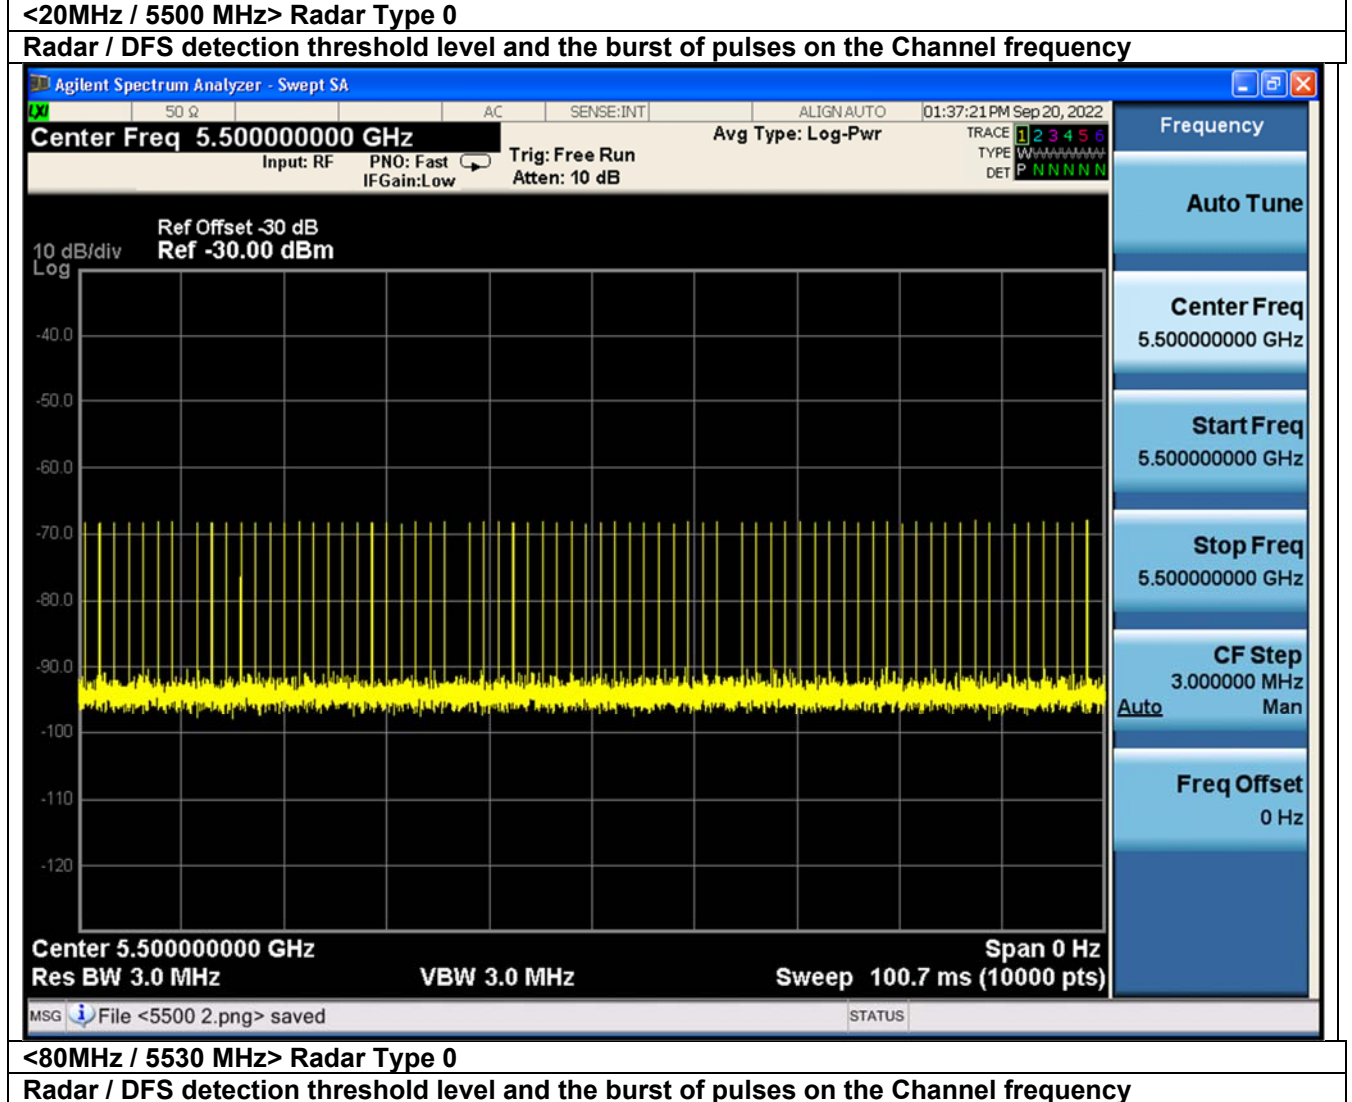 <20MHz / 5500 MHz> Radar Type 0
Radar / DFS detection threshold level and the burst of pulses on the Channel frequency
Agilent Spectrum Analyzer - Swept SA
LXI 50 Ω AC SENSE:INT ALIGN AUTO 01:37:21 PM Sep 20, 2022
Center Freq 5.500000000 GHz
Input: RF PNO: Fast IFGain:Low
Trig: Free Run
Atten: 10 dB
Avg Type: Log-Pwr
TRACE 1 2 3 4 5 6
TYPE WWWWWW
DET P N N N N N
Frequency
Auto Tune
Ref Offset -30 dB
10 dB/div Ref -30.00 dBm
Log
-40.0
-50.0
-60.0
-70.0
-80.0
-90.0
-100
-110
-120
Center Freq
5.500000000 GHz
Start Freq
5.500000000 GHz
Stop Freq
5.500000000 GHz
CF Step
3.000000 MHz
Auto Man
Freq Offset
0 Hz
Center 5.500000000 GHz Span 0 Hz
Res BW 3.0 MHz VBW 3.0 MHz Sweep 100.7 ms (10000 pts)
MSG File <5500 2.png> saved STATUS
<80MHz / 5530 MHz> Radar Type 0
Radar / DFS detection threshold level and the burst of pulses on the Channel frequency